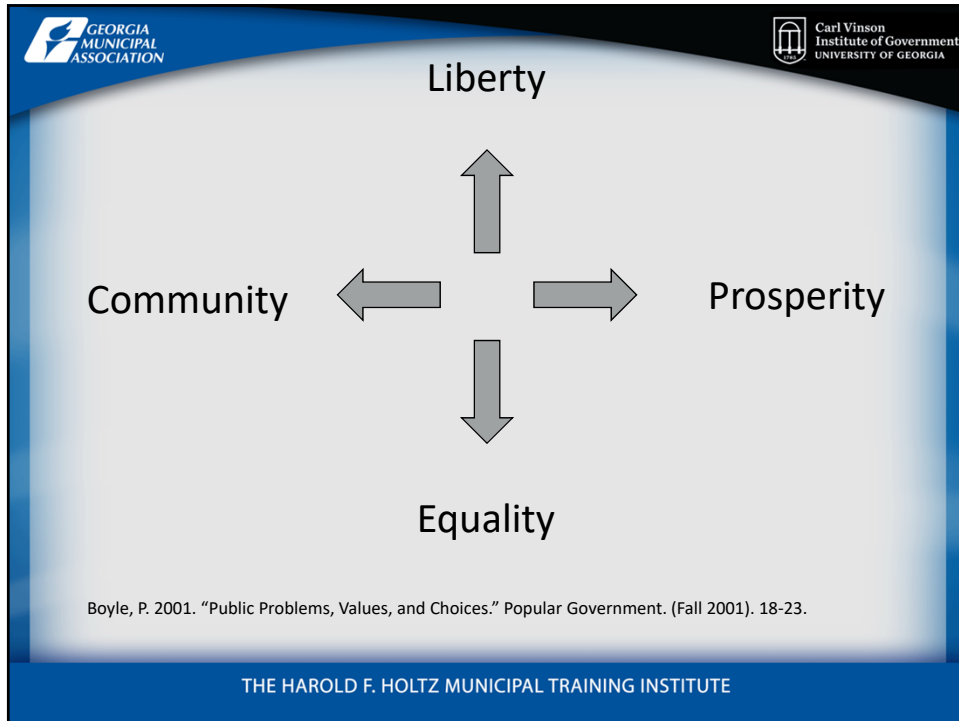 GEORGIA
MUNICIPAL
ASSOCIATION
Carl Vinson
Institute of Government
UNIVERSITY OF GEORGIA
1785
Liberty
Community
Prosperity
Equality
Boyle, P. 2001. “Public Problems, Values, and Choices.” Popular Government. (Fall 2001). 18-23.
THE HAROLD F. HOLTZ MUNICIPAL TRAINING INSTITUTE